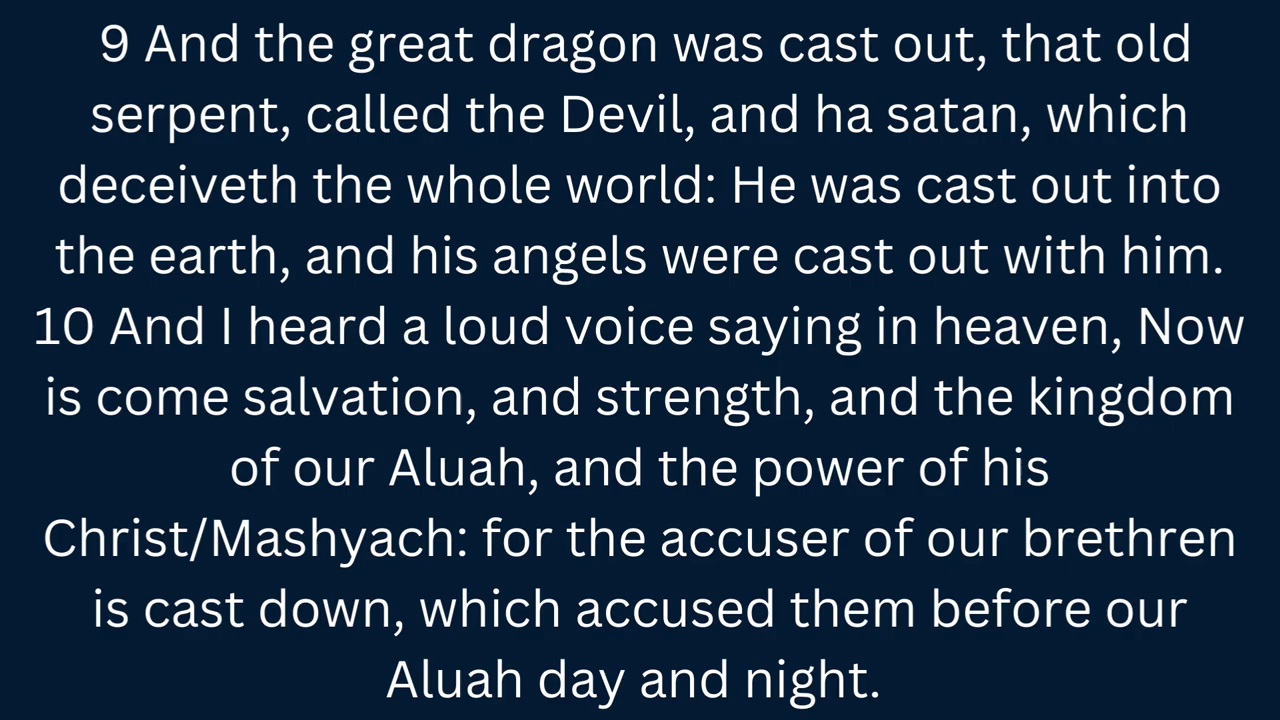 9 And the great dragon was cast out, that old
serpent, called the Devil, and ha satan, which
deceiveth the whole world: He was cast out into
the earth, and his angels were cast out with him.
10 And I heard a loud voice saying in heaven, Now
is come salvation, and strength, and the kingdom
of our Aluah, and the power of his
Christ/Mashyach: for the accuser of our brethren
is cast down, which accused them before our
Aluah day and night.